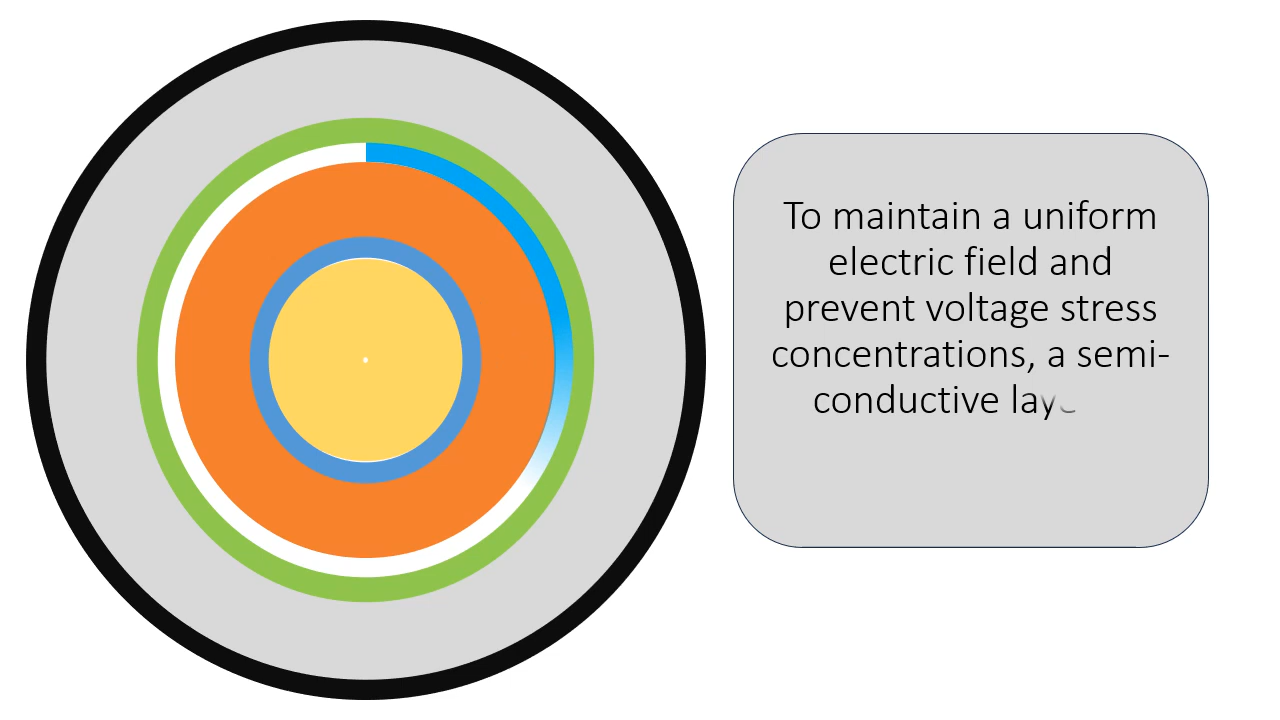 To maintain a uniform
electric field and
prevent voltage stress
concentrations, a semi-
conductive